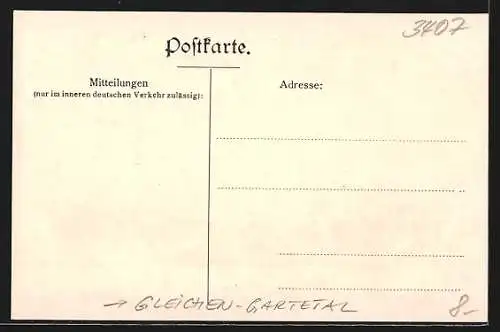 3407
Postkarte.
Mitteilungen
(nur im inneren deutschen Verkehr zulässig):
Adresse:
→ GLEICHEN-GARTETAL
8.-